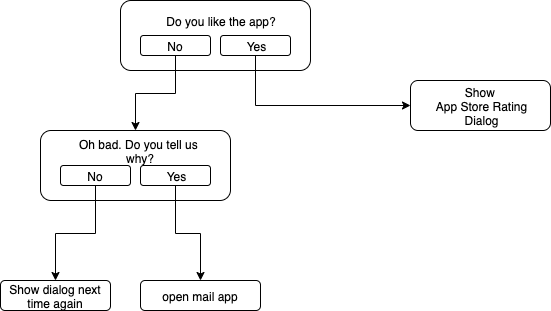 Do you like the app?
No
Yes
Show
App Store Rating
Dialog
Oh bad. Do you tell us
why?
No
Yes
Show dialog next
time again
open mail app